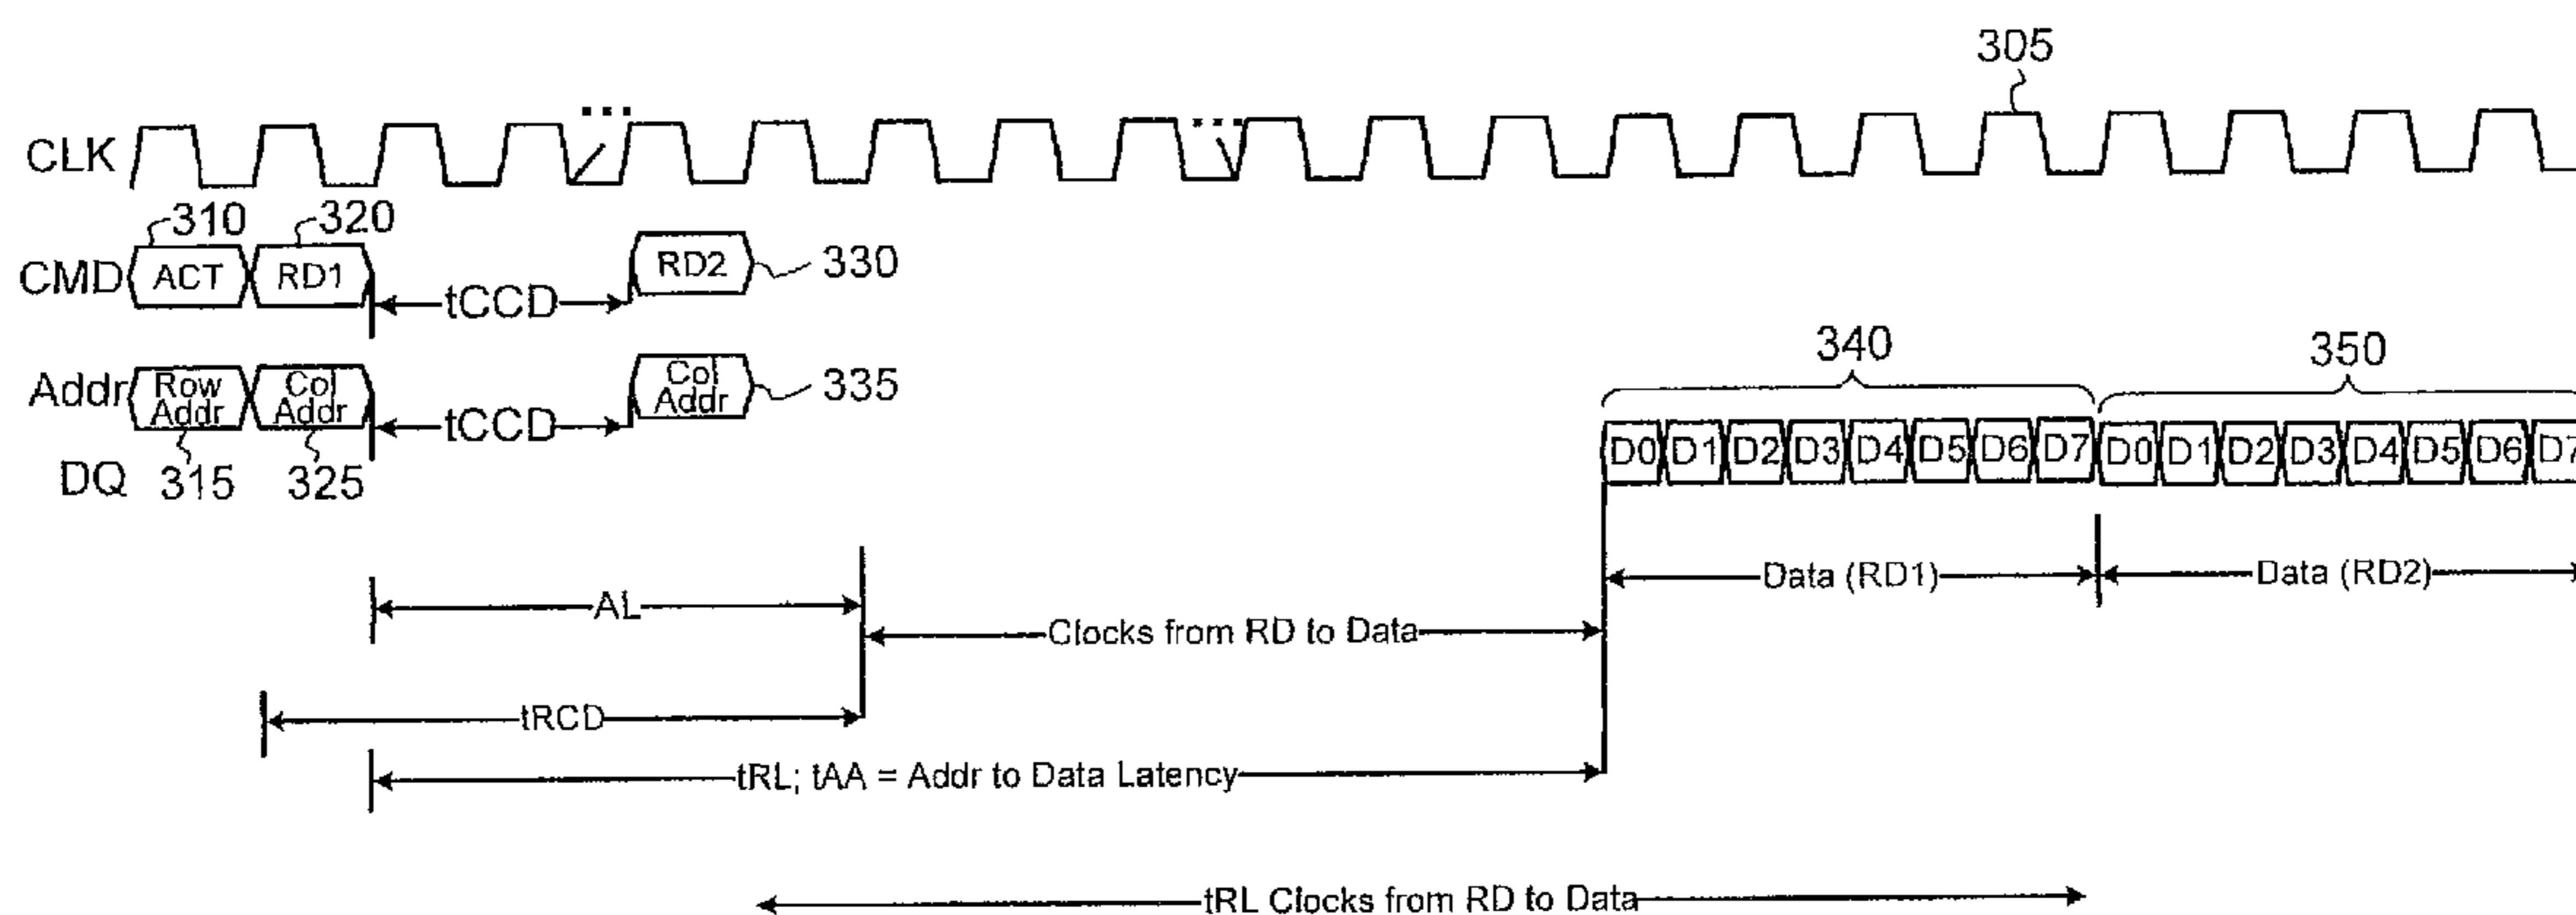 305
... ...
CLK
310 320
CMD ACT RD1 tCCD RD2 330
340 350
Addr Row Addr Col Addr tCCD Col Addr 335
D0 D1 D2 D3 D4 D5 D6 D7 D0 D1 D2 D3 D4 D5 D6 D7
DQ 315 325
Data (RD1) Data (RD2)
AL
Clocks from RD to Data
tRCD
tRL; tAA = Addr to Data Latency
tRL Clocks from RD to Data